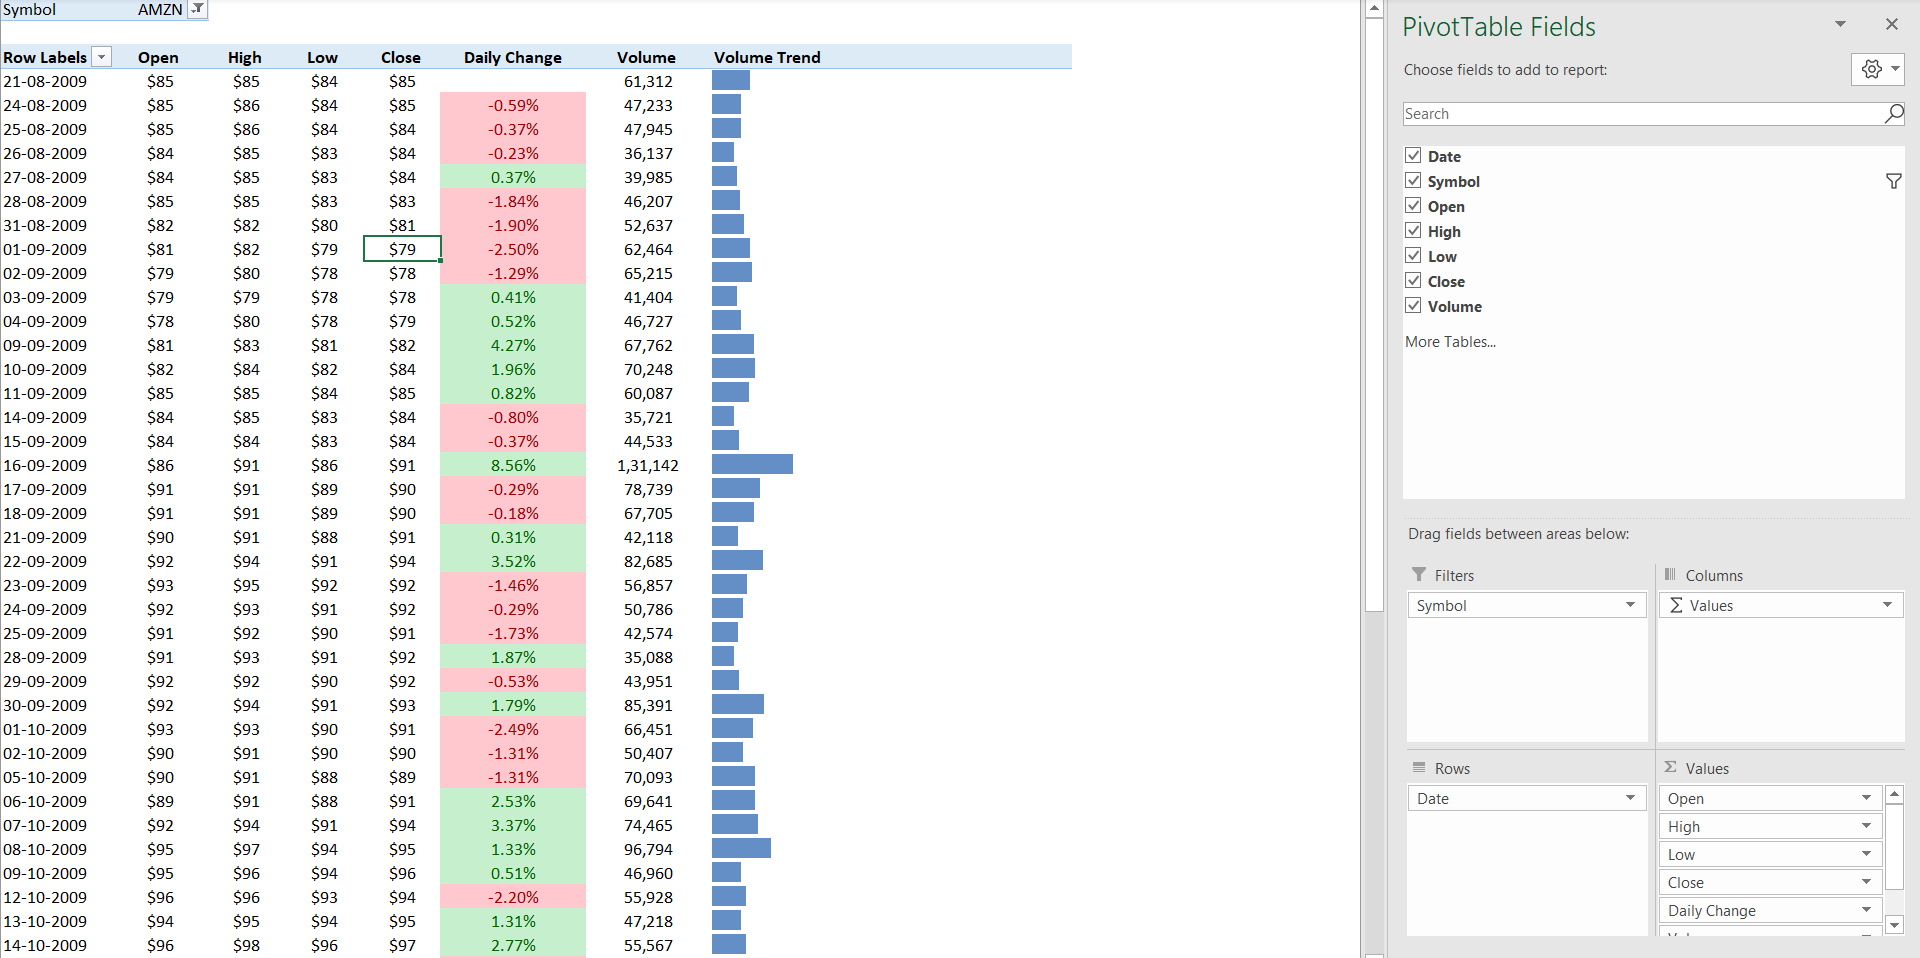 Symbol AMZN
Row Labels Open High Low Close Daily Change Volume Volume Trend
21-08-2009 $85 $85 $84 $85 61,312
24-08-2009 $85 $86 $84 $85 -0.59% 47,233
25-08-2009 $85 $86 $84 $84 -0.37% 47,945
26-08-2009 $84 $85 $83 $84 -0.23% 36,137
27-08-2009 $84 $85 $83 $84 0.37% 39,985
28-08-2009 $85 $85 $83 $83 -1.84% 46,207
31-08-2009 $82 $82 $80 $81 -1.90% 52,637
01-09-2009 $81 $82 $79 $79 -2.50% 62,464
02-09-2009 $79 $80 $78 $78 -1.29% 65,215
03-09-2009 $79 $79 $78 $78 0.41% 41,404
04-09-2009 $78 $80 $78 $79 0.52% 46,727
09-09-2009 $81 $83 $81 $82 4.27% 67,762
10-09-2009 $82 $84 $82 $84 1.96% 70,248
11-09-2009 $85 $85 $84 $85 0.82% 60,087
14-09-2009 $84 $85 $83 $84 -0.80% 35,721
15-09-2009 $84 $84 $83 $84 -0.37% 44,533
16-09-2009 $86 $91 $86 $91 8.56% 1,31,142
17-09-2009 $91 $91 $89 $90 -0.29% 78,739
18-09-2009 $91 $91 $89 $90 -0.18% 67,705
21-09-2009 $90 $91 $88 $91 0.31% 42,118
22-09-2009 $92 $94 $91 $94 3.52% 82,685
23-09-2009 $93 $95 $92 $92 -1.46% 56,857
24-09-2009 $92 $93 $91 $92 -0.29% 50,786
25-09-2009 $91 $92 $90 $91 -1.73% 42,574
28-09-2009 $91 $93 $91 $92 1.87% 35,088
29-09-2009 $92 $92 $90 $92 -0.53% 43,951
30-09-2009 $92 $94 $91 $93 1.79% 85,391
01-10-2009 $93 $93 $90 $91 -2.49% 66,451
02-10-2009 $90 $91 $90 $90 -1.31% 50,407
05-10-2009 $90 $91 $88 $89 -1.31% 70,093
06-10-2009 $89 $91 $88 $91 2.53% 69,641
07-10-2009 $92 $94 $91 $94 3.37% 74,465
08-10-2009 $95 $97 $94 $95 1.33% 96,794
09-10-2009 $95 $96 $94 $96 0.51% 46,960
12-10-2009 $96 $96 $93 $94 -2.20% 55,928
13-10-2009 $94 $95 $94 $95 1.31% 47,218
14-10-2009 $96 $98 $96 $97 2.77% 55,567
PivotTable Fields
Choose fields to add to report:
Search
Date
Symbol
Open
High
Low
Close
Volume
More Tables...
Drag fields between areas below:
Filters
Symbol
Columns
Σ Values
Rows
Date
Σ Values
Open
High
Low
Close
Daily Change